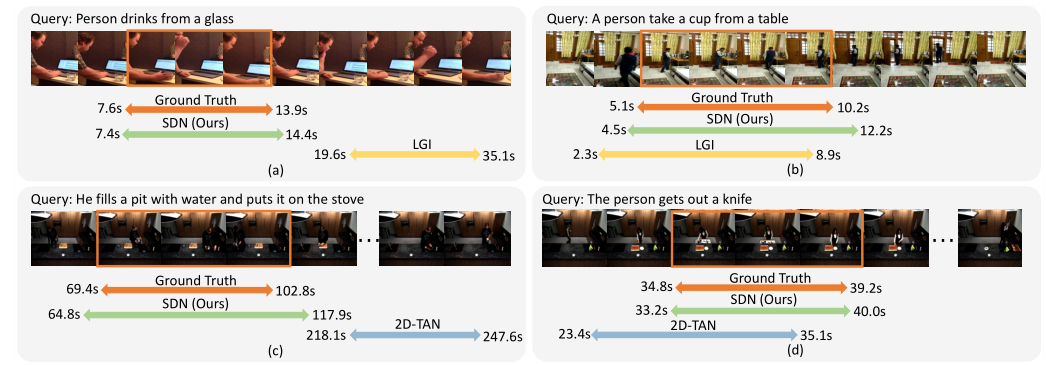 Query: Person drinks from a glass
Ground Truth
7.6s 13.9s
SDN (Ours)
7.4s 14.4s
LGI
19.6s 35.1s
(a)
Query: A person take a cup from a table
Ground Truth
5.1s 10.2s
SDN (Ours)
4.5s 12.2s
LGI
2.3s 8.9s
(b)
Query: He fills a pit with water and puts it on the stove
...
Ground Truth
69.4s 102.8s
SDN (Ours)
64.8s 117.9s
2D-TAN
218.1s 247.6s
(c)
Query: The person gets out a knife
...
Ground Truth
34.8s 39.2s
SDN (Ours)
33.2s 40.0s
2D-TAN
23.4s 35.1s
(d)